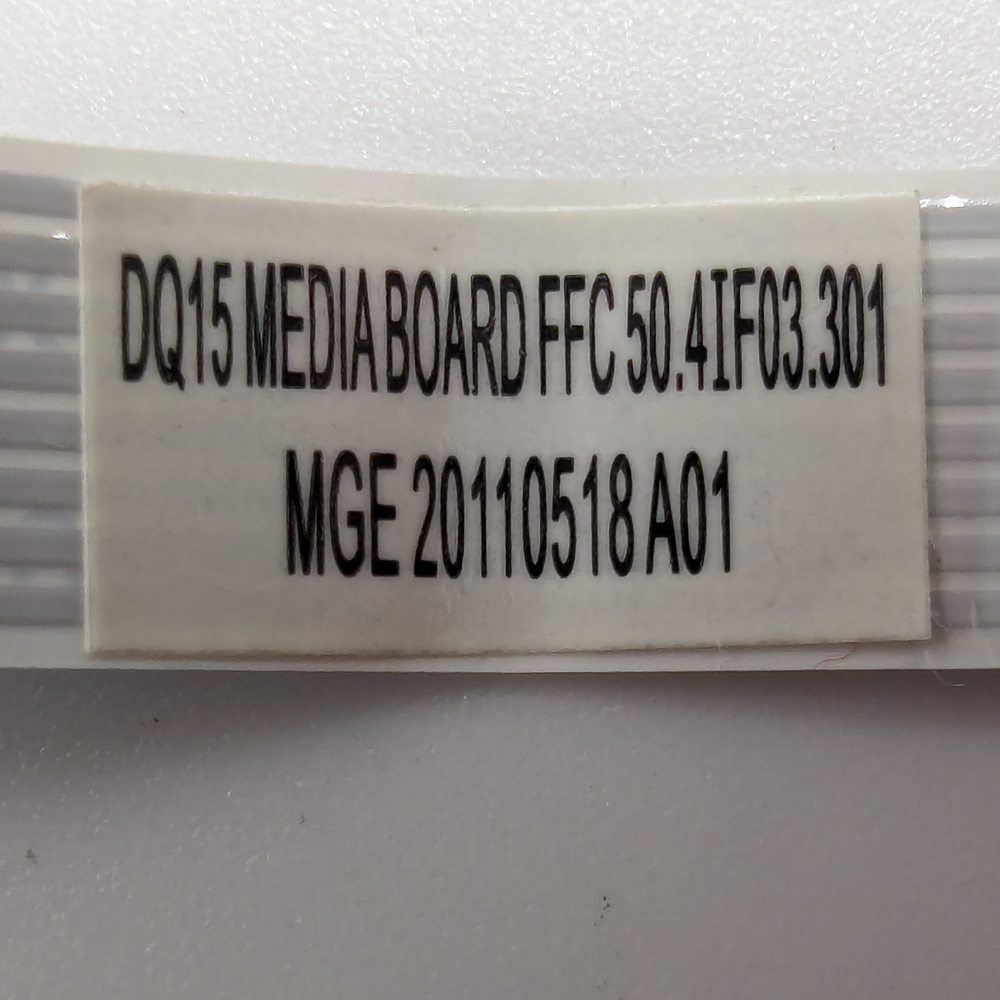 DQ15 MEDIA BOARD FFC 50.4IF03.301
MGE 20110518 A01